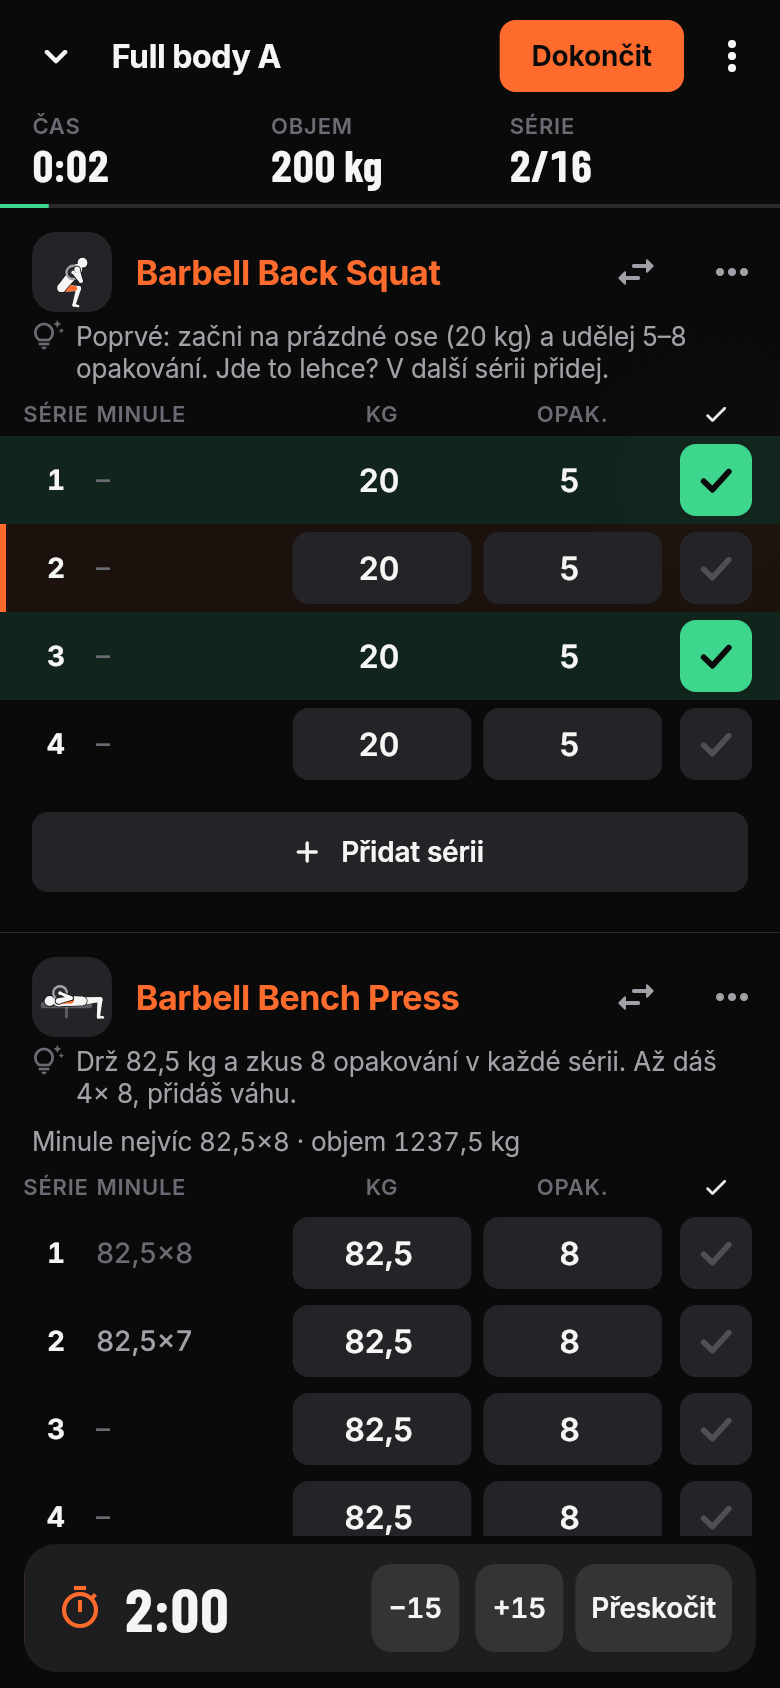 Full body A
Dokončit
ČAS OBJEM SÉRIE
0:02 200 kg 2/16
Barbell Back Squat
Poprvé: začni na prázdné ose (20 kg) a udělej 5–8
opakování. Jde to lehce? V další sérii přidej.
SÉRIE MINULE KG OPAK.
1 – 20 5
2 – 20 5
3 – 20 5
4 – 20 5
+ Přidat sérii
Barbell Bench Press
Drž 82,5 kg a zkus 8 opakování v každé sérii. Až dáš
4× 8, přidáš váhu.
Minule nejvíc 82,5×8 · objem 1237,5 kg
SÉRIE MINULE KG OPAK.
1 82,5×8 82,5 8
2 82,5×7 82,5 8
3 – 82,5 8
4 – 82,5 8
2:00 −15 +15 Přeskočit